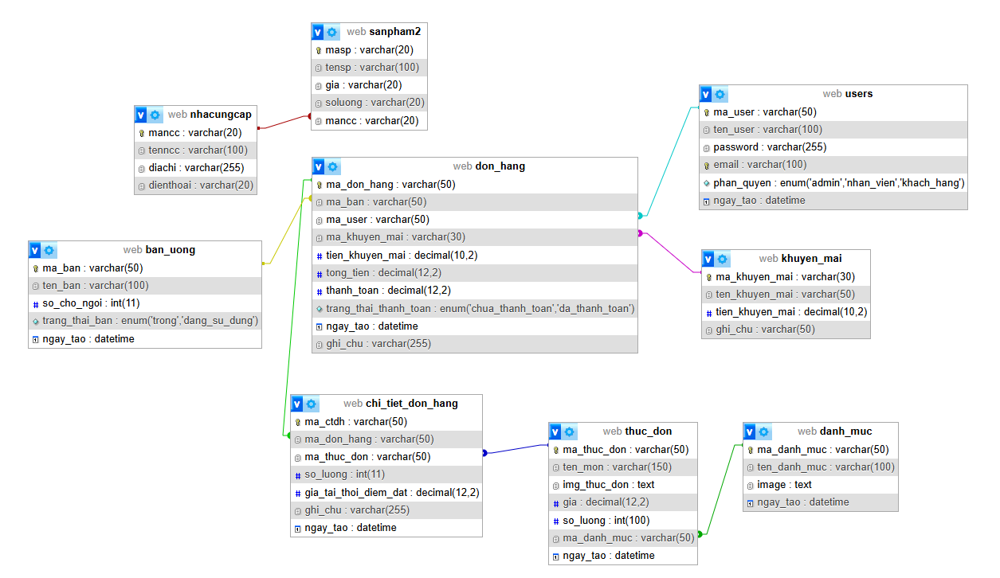 web sanpham2
masp : varchar(20)
tensp : varchar(100)
gia : varchar(20)
soluong : varchar(20)
mancc : varchar(20)
web nhacungcap
mancc : varchar(20)
tenncc : varchar(100)
diachi : varchar(255)
dienthoai : varchar(20)
web users
ma_user : varchar(50)
ten_user : varchar(100)
password : varchar(255)
email : varchar(100)
phan_quyen : enum('admin','nhan_vien','khach_hang')
ngay_tao : datetime
web don_hang
ma_don_hang : varchar(50)
ma_ban : varchar(50)
ma_user : varchar(50)
ma_khuyen_mai : varchar(30)
tien_khuyen_mai : decimal(10,2)
tong_tien : decimal(12,2)
thanh_toan : decimal(12,2)
trang_thai_thanh_toan : enum('chua_thanh_toan','da_thanh_toan')
ngay_tao : datetime
ghi_chu : varchar(255)
web ban_uong
ma_ban : varchar(50)
ten_ban : varchar(100)
so_cho_ngoi : int(11)
trang_thai_ban : enum('trong','dang_su_dung')
ngay_tao : datetime
web khuyen_mai
ma_khuyen_mai : varchar(30)
ten_khuyen_mai : varchar(50)
tien_khuyen_mai : decimal(10,2)
ghi_chu : varchar(50)
web chi_tiet_don_hang
ma_ctdh : varchar(50)
ma_don_hang : varchar(50)
ma_thuc_don : varchar(50)
so_luong : int(11)
gia_tai_thoi_diem_dat : decimal(12,2)
ghi_chu : varchar(255)
ngay_tao : datetime
web thuc_don
ma_thuc_don : varchar(50)
ten_mon : varchar(150)
img_thuc_don : text
gia : decimal(12,2)
so_luong : int(100)
ma_danh_muc : varchar(50)
ngay_tao : datetime
web danh_muc
ma_danh_muc : varchar(50)
ten_danh_muc : varchar(100)
image : text
ngay_tao : datetime